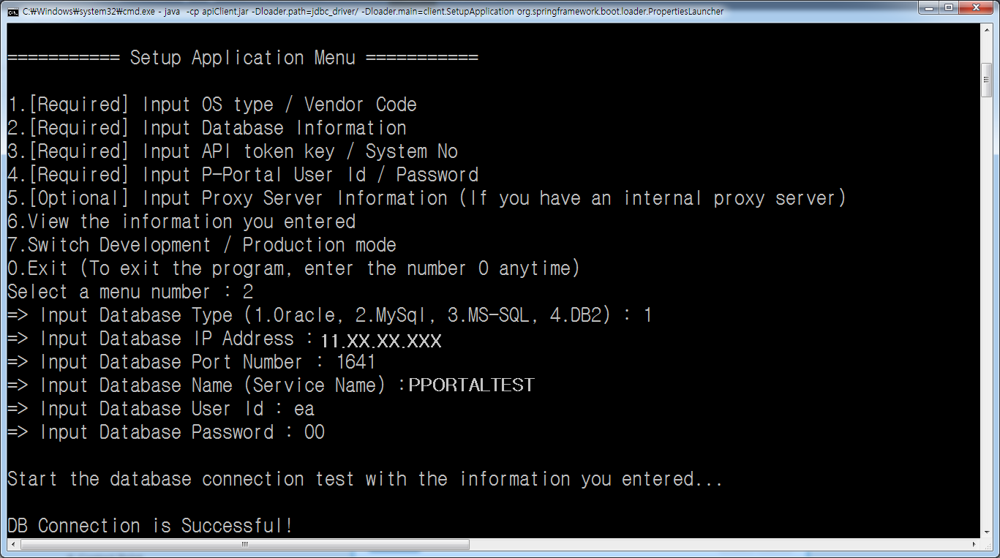 C:₩Windows₩system32₩cmd.exe - java -cp apiClient.jar -Dloader.path=jdbc_driver/ -Dloader.main=client.SetupApplication org.springframework.boot.loader.PropertiesLauncher
=========== Setup Application Menu ===========
1.[Required] Input OS type / Vendor Code
2.[Required] Input Database Information
3.[Required] Input API token key / System No
4.[Required] Input P-Portal User Id / Password
5.[Optional] Input Proxy Server Information (If you have an internal proxy server)
6.View the information you entered
7.Switch Development / Production mode
0.Exit (To exit the program, enter the number 0 anytime)
Select a menu number : 2
=> Input Database Type (1.Oracle, 2.MySql, 3.MS-SQL, 4.DB2) : 1
=> Input Database IP Address : 11.XX.XX.XXX
=> Input Database Port Number : 1641
=> Input Database Name (Service Name) :PPORTALTEST
=> Input Database User Id : ea
=> Input Database Password : 00
Start the database connection test with the information you entered...
DB Connection is Successful!